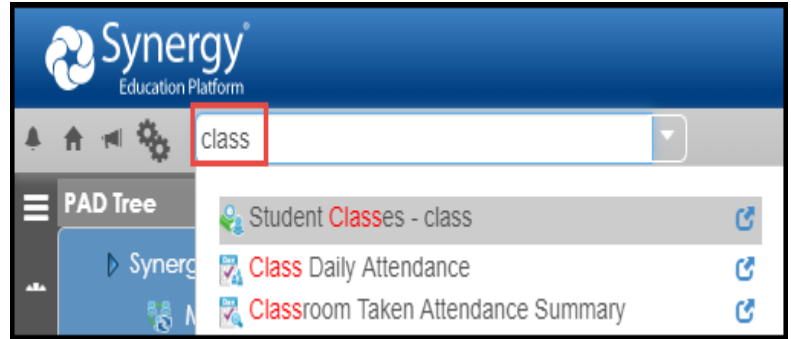 Synergy
Education Platform
class
PAD Tree
Student Classes - class
Synerg
Class Daily Attendance
Classroom Taken Attendance Summary